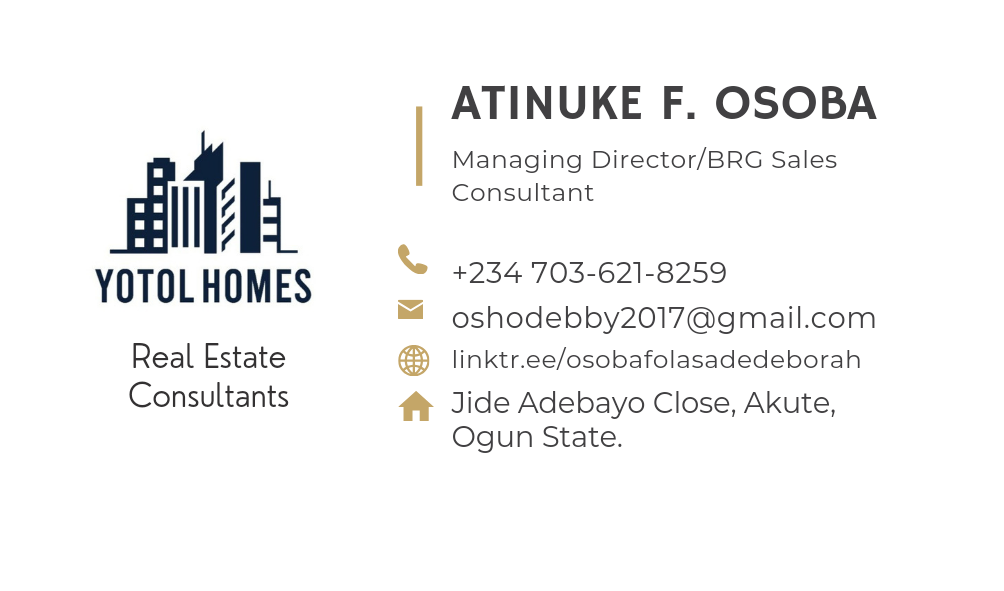 YOTOL HOMES
Real Estate
Consultants
ATINUKE F. OSOBA
Managing Director/BRG Sales
Consultant
+234 703-621-8259
oshodebby2017@gmail.com
linktr.ee/osobafolasadedeborah
Jide Adebayo Close, Akute,
Ogun State.